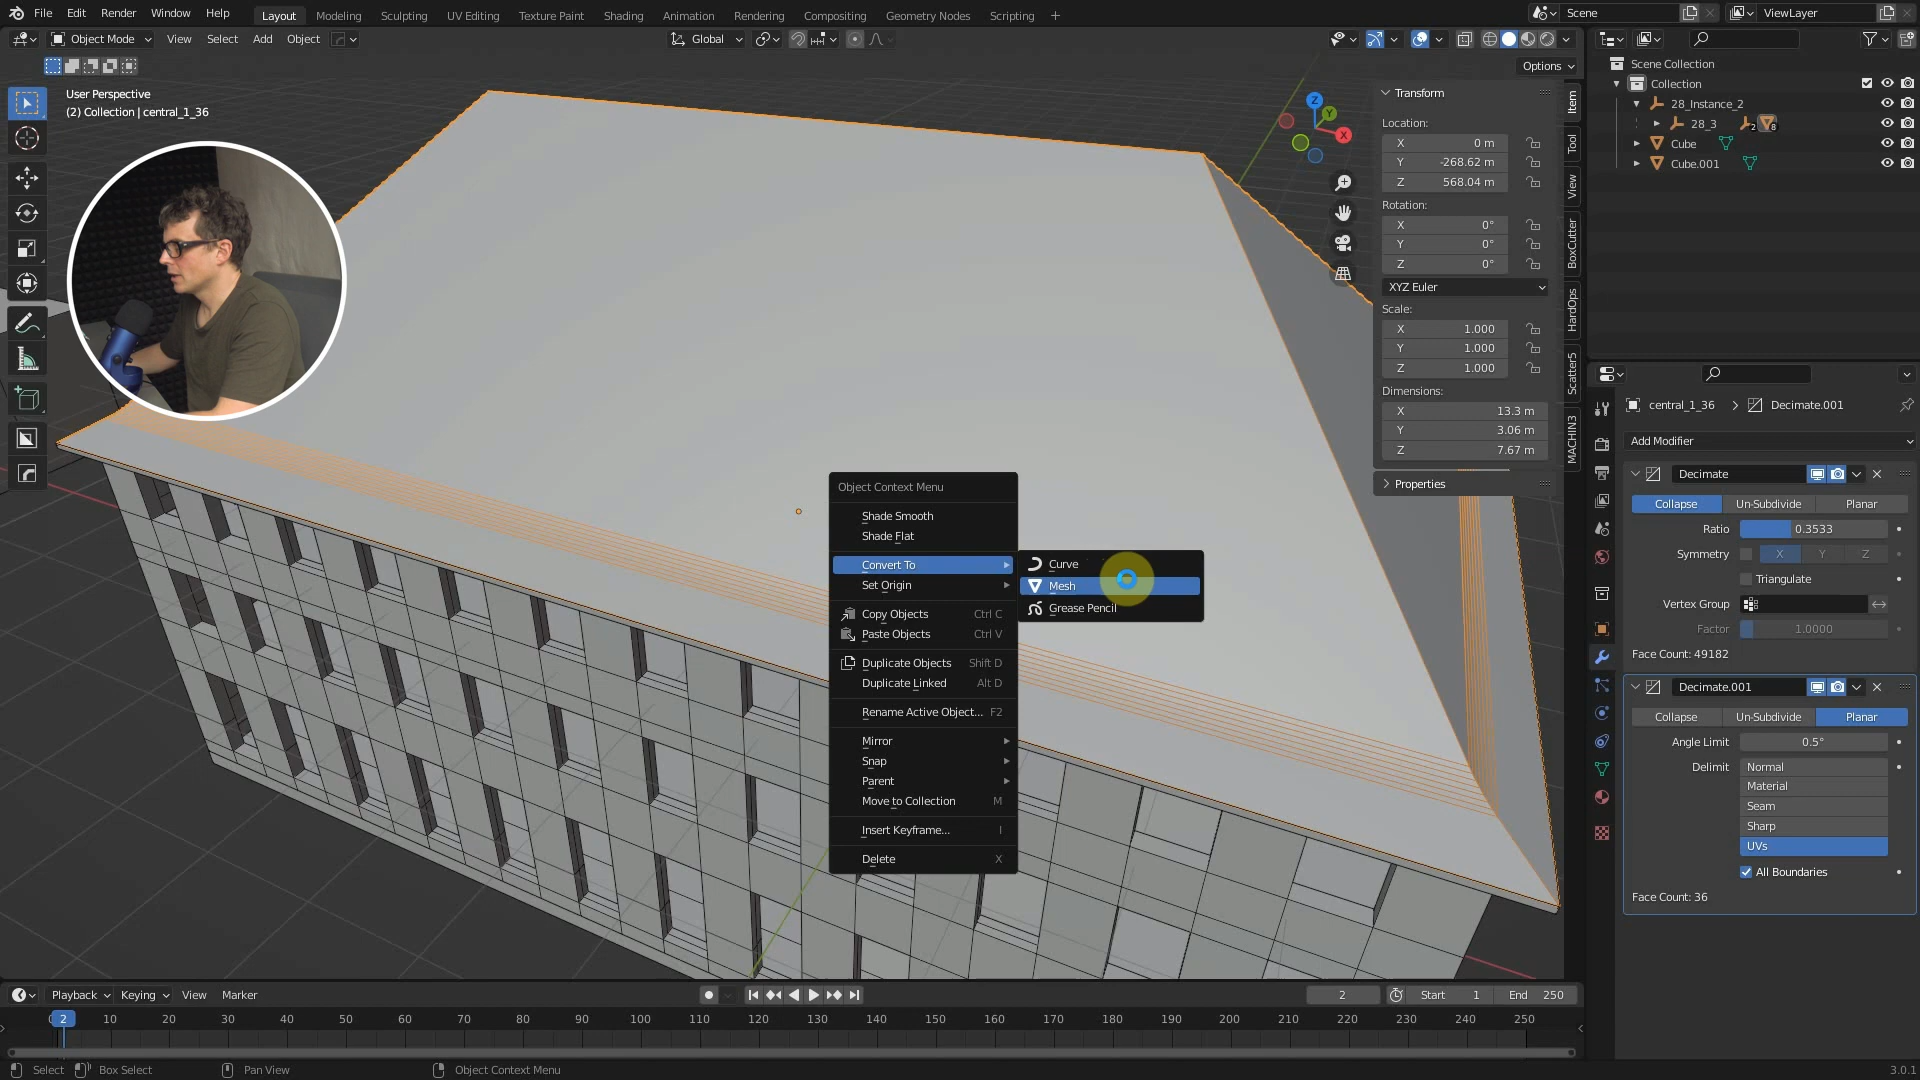 File Edit Render Window Help
Layout Modeling Sculpting UV Editing Texture Paint Shading Animation Rendering Compositing Geometry Nodes Scripting
Scene
ViewLayer
Object Mode View Select Add Object
Global
Options
User Perspective
(2) Collection | central_1_36
Z
Y
X
Transform
Location:
X 0 m
Y -268.62 m
Z 568.04 m
Rotation:
X 0°
Y 0°
Z 0°
XYZ Euler
Scale:
X 1.000
Y 1.000
Z 1.000
Dimensions:
X 13.3 m
Y 3.06 m
Z 7.67 m
Properties
Item
Tool
View
BoxCutter
HardOps
Scatter5
MACHIN3
Scene Collection
Collection
28_Instance_2
28_3 2 8
Cube
Cube.001
central_1_36 Decimate.001
Add Modifier
Decimate
Collapse Un-Subdivide Planar
Ratio 0.3533
Symmetry X Y Z
Triangulate
Vertex Group
Factor 1.0000
Face Count: 49182
Decimate.001
Collapse Un-Subdivide Planar
Angle Limit 0.5°
Delimit Normal
Material
Seam
Sharp
UVs
All Boundaries
Face Count: 36
Object Context Menu
Shade Smooth
Shade Flat
Convert To
Set Origin
Copy Objects Ctrl C
Paste Objects Ctrl V
Duplicate Objects Shift D
Duplicate Linked Alt D
Rename Active Object... F2
Mirror
Snap
Parent
Move to Collection M
Insert Keyframe... I
Delete X
Curve
Mesh
Grease Pencil
Playback Keying View Marker
2
Start 1 End 250
2 10 20 30 40 50 60 70 80 90 100 110 120 130 140 150 160 170 180 190 200 210 220 230 240 250
Select Box Select Pan View Object Context Menu
3.0.1